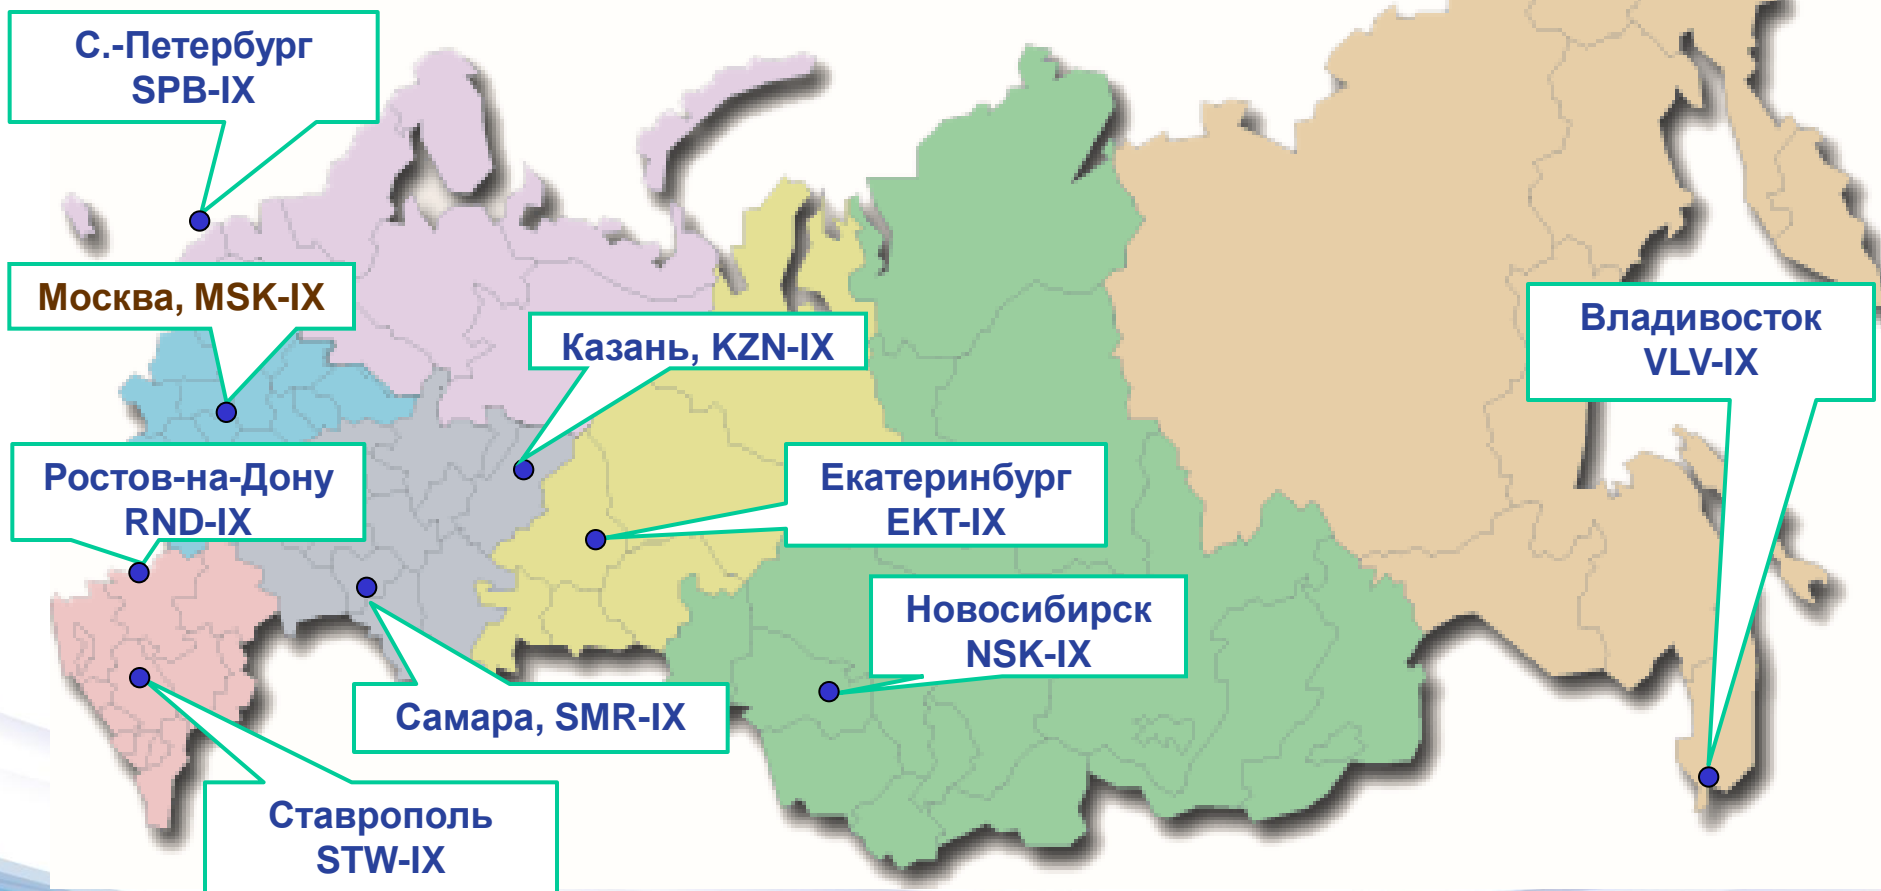 С.-Петербург
SPB-IX
Москва, MSK-IX
Казань, KZN-IX
Владивосток
VLV-IX
Ростов-на-Дону
RND-IX
Екатеринбург
EKT-IX
Новосибирск
NSK-IX
Самара, SMR-IX
Ставрополь
STW-IX